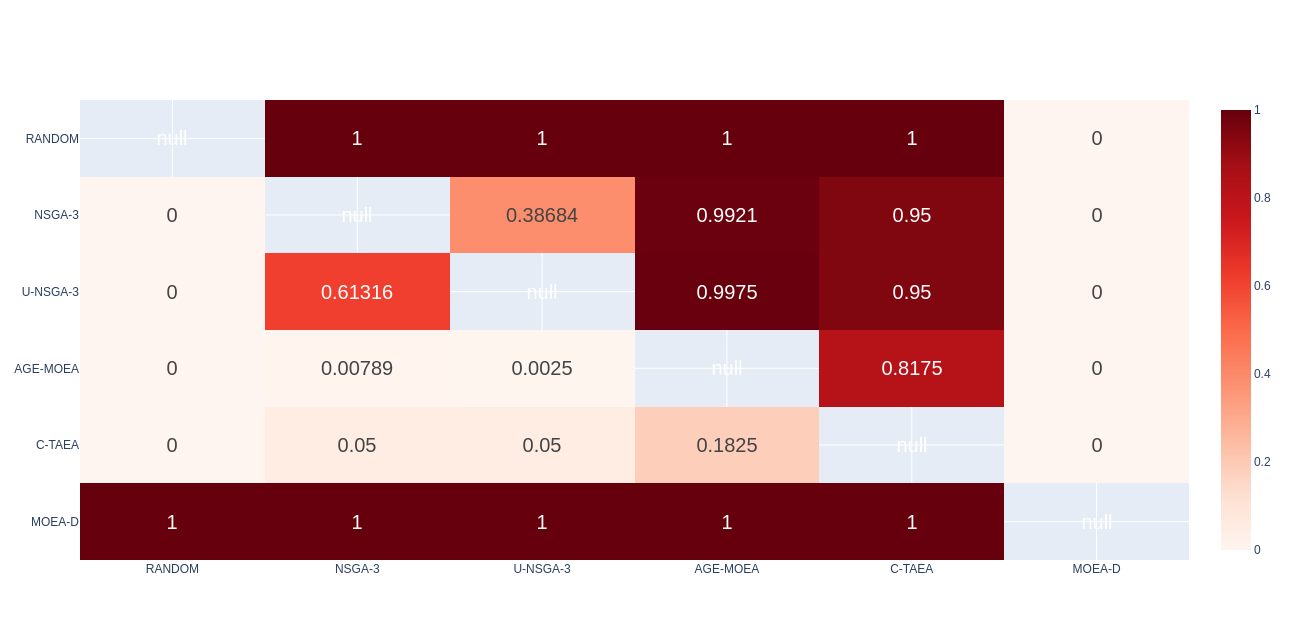 RANDOM null 1 1 1 1 0
NSGA-3 0 null 0.38684 0.9921 0.95 0
U-NSGA-3 0 0.61316 null 0.9975 0.95 0
AGE-MOEA 0 0.00789 0.0025 null 0.8175 0
C-TAEA 0 0.05 0.05 0.1825 null 0
MOEA-D 1 1 1 1 1 null
RANDOM NSGA-3 U-NSGA-3 AGE-MOEA C-TAEA MOEA-D
1
0.8
0.6
0.4
0.2
0